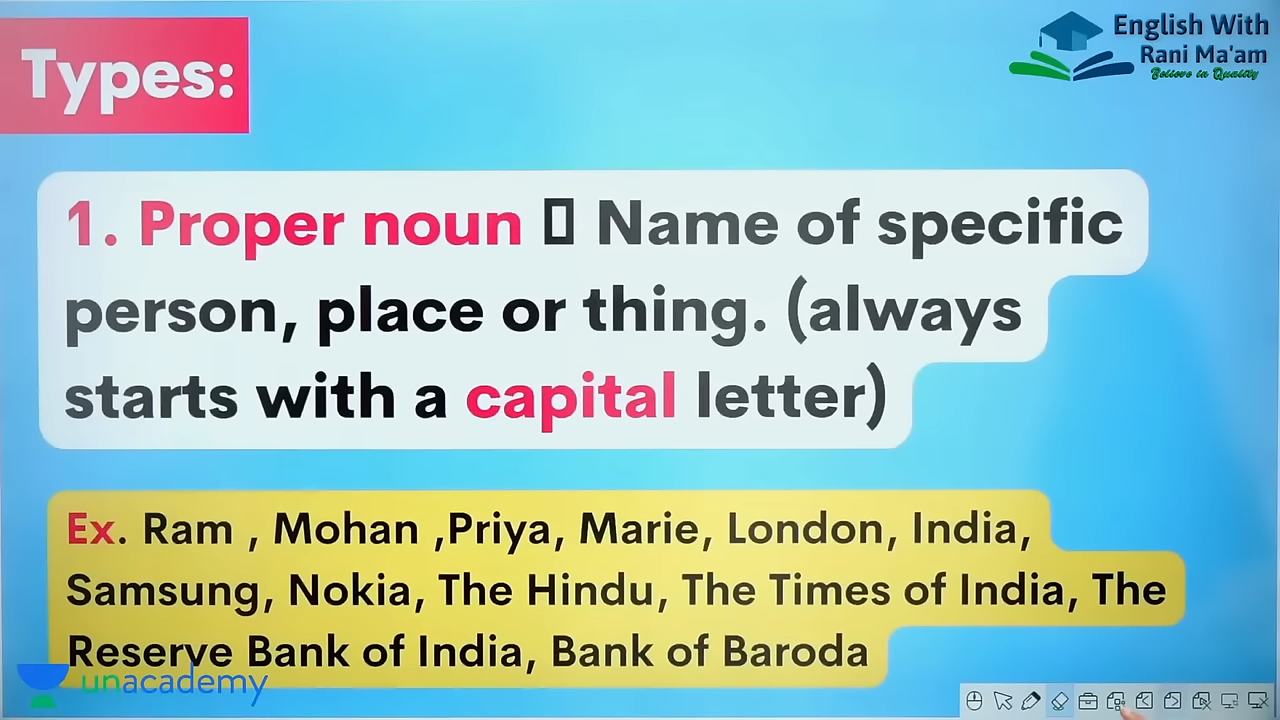 Types:
English With
Rani Ma'am
Believe in Quality
1. Proper noun ▯ Name of specific
person, place or thing. (always
starts with a capital letter)
Ex. Ram , Mohan ,Priya, Marie, London, India,
Samsung, Nokia, The Hindu, The Times of India, The
Reserve Bank of India, Bank of Baroda
unacademy